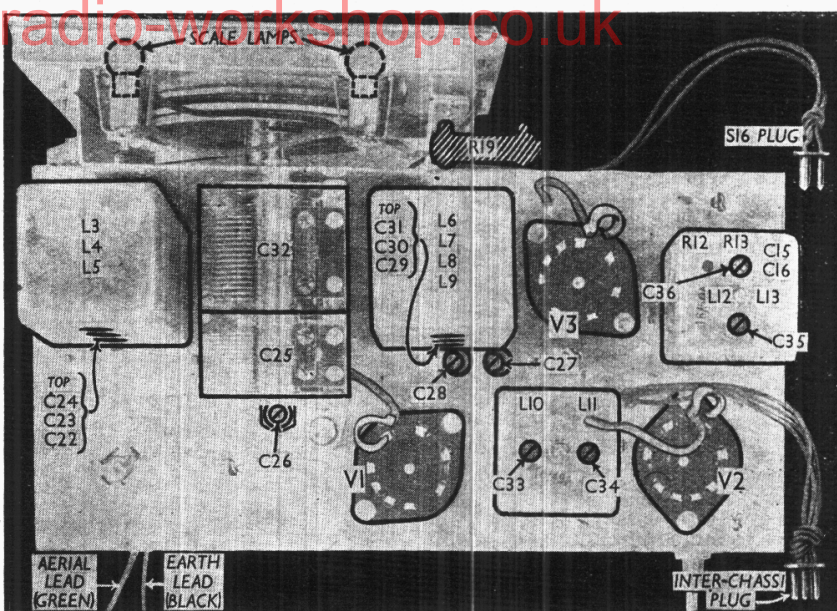 radio-workshop.co.uk
SCALE LAMPS
R19
S16 PLUG
L3
L4
L5
C32
TOP
C31
C30
C29
L6
L7
L8
L9
V3
R12 R13
C15
C16
C36
L12 L13
C35
C25
C28
C27
TOP
C24
C23
C22
C26
V1
L10 L11
C33
C34
V2
AERIAL
LEAD
(GREEN)
EARTH
LEAD
(BLACK)
INTER-CHASSI
PLUG